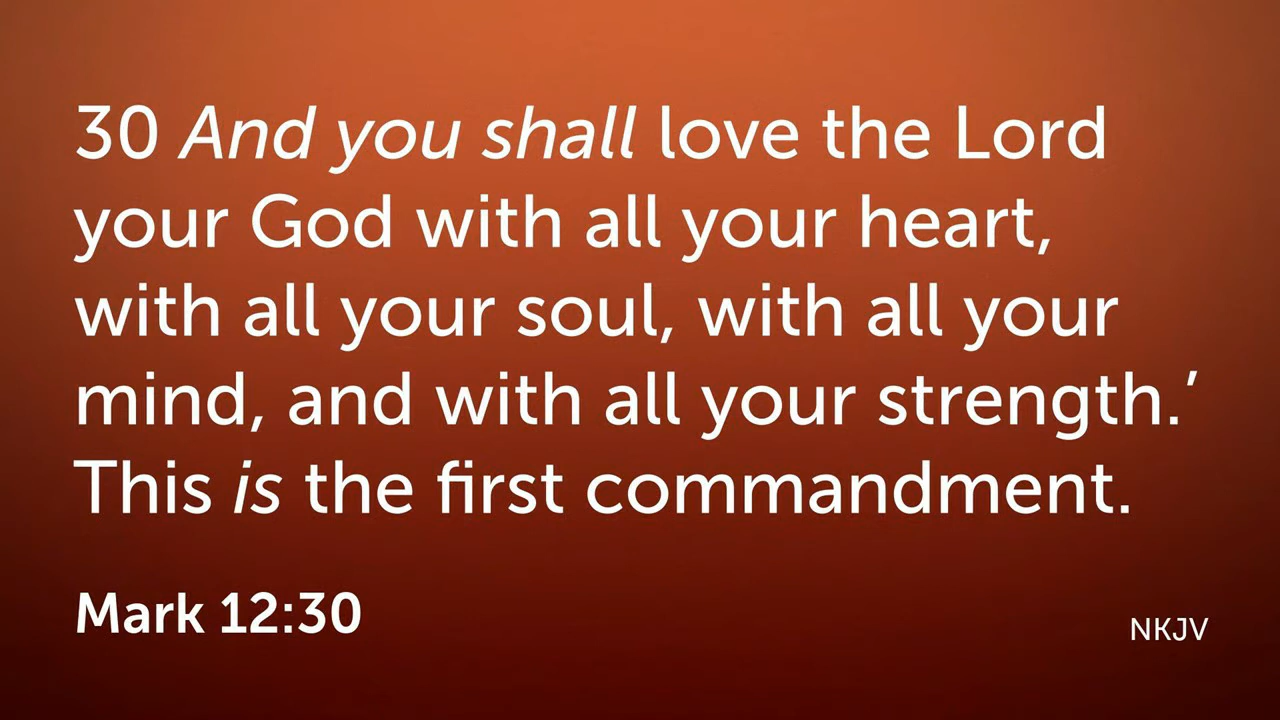 30 And you shall love the Lord
your God with all your heart,
with all your soul, with all your
mind, and with all your strength.’
This is the first commandment.
Mark 12:30
NKJV